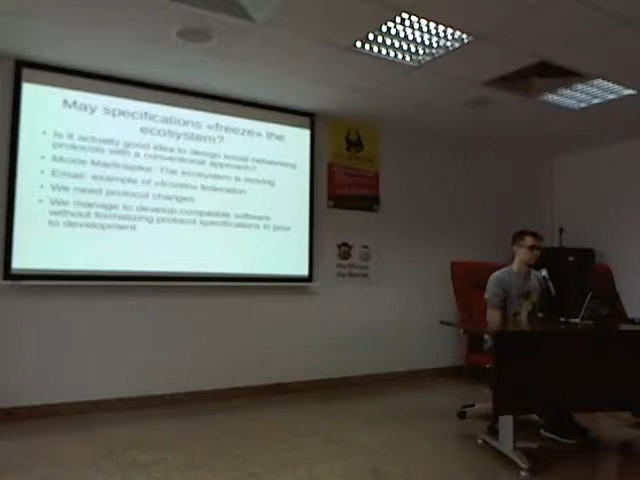 May specifications «freeze» the
ecosystem?
• Is it actually good idea to design social networking
protocols with a conventional approach?
• Moxie Marlinspike: The ecosystem is moving
• Email: example of «frozen» federation
• We need protocol changes
• We manage to develop compatible software
without formalizing protocol specifications in prior
to development